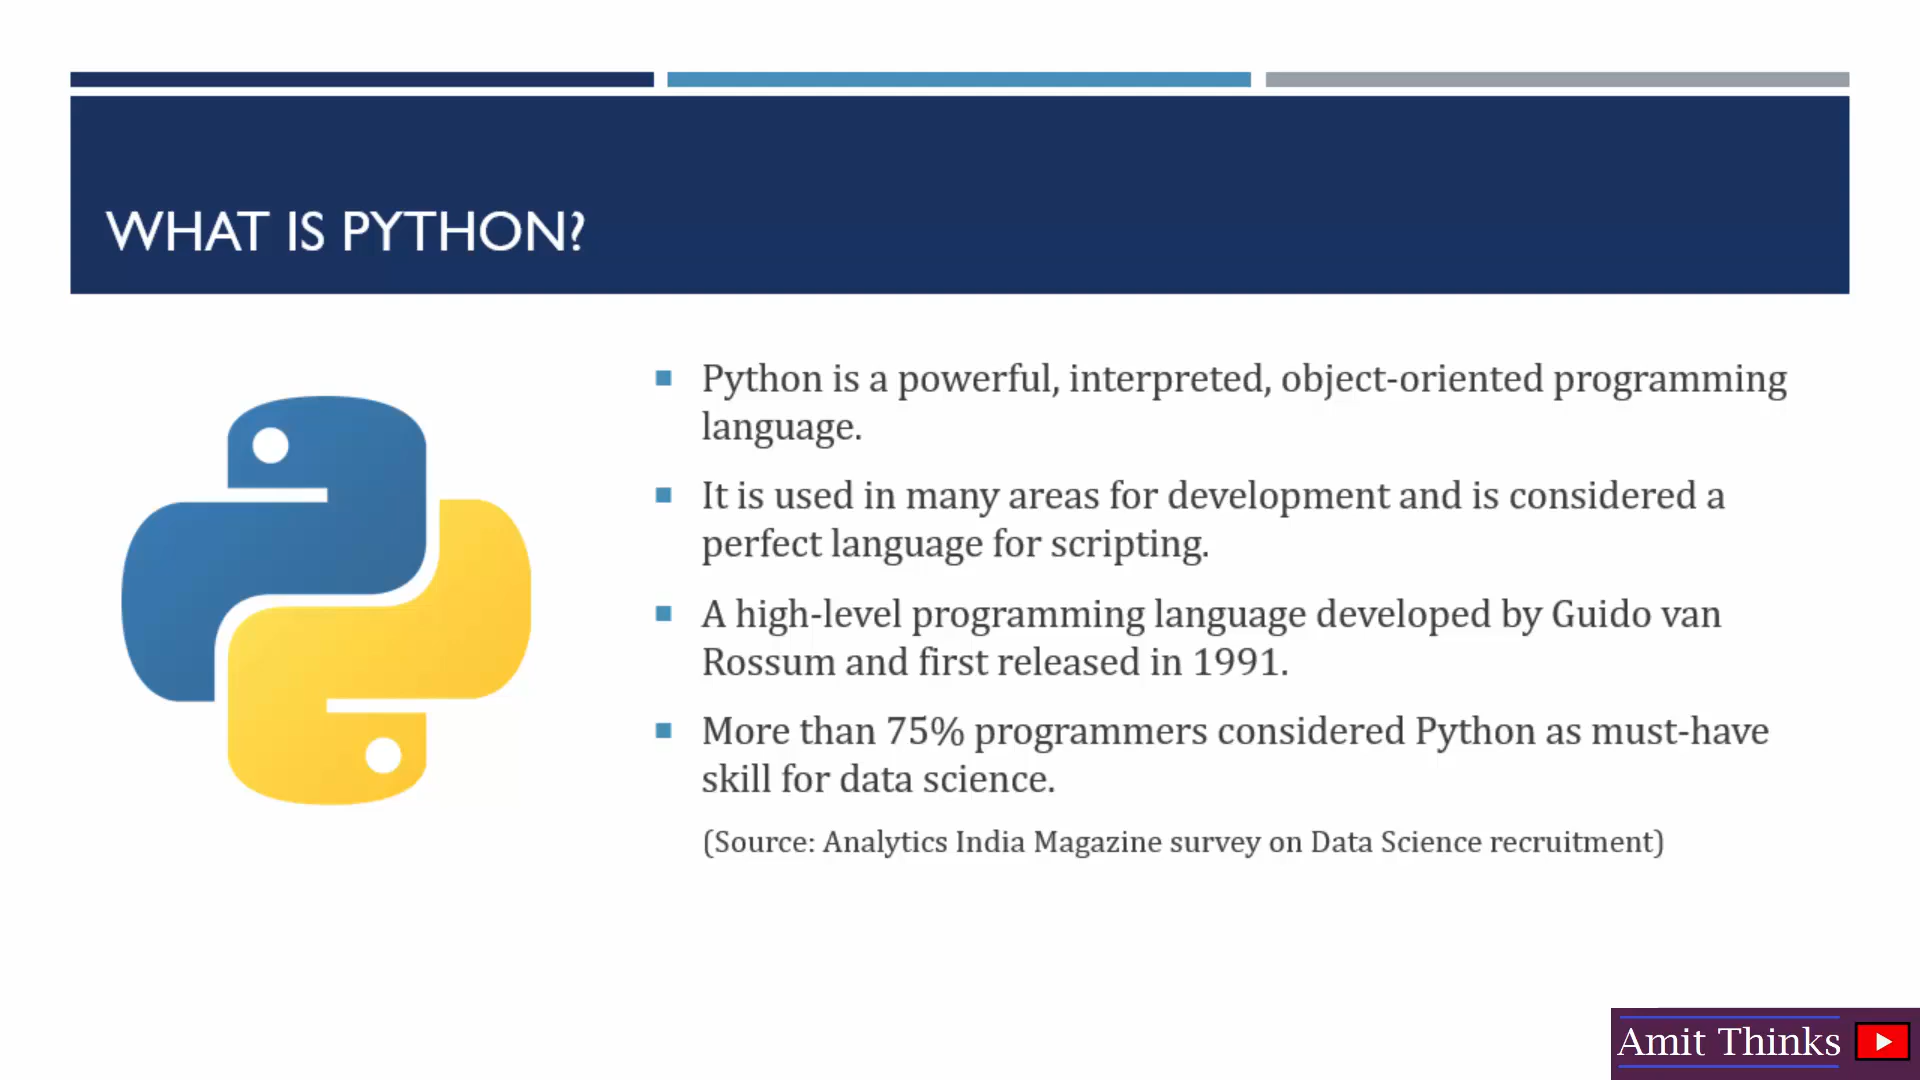 WHAT IS PYTHON?
Python is a powerful, interpreted, object-oriented programming
language.
It is used in many areas for development and is considered a
perfect language for scripting.
A high-level programming language developed by Guido van
Rossum and first released in 1991.
More than 75% programmers considered Python as must-have
skill for data science.
(Source: Analytics India Magazine survey on Data Science recruitment)
Amit Thinks